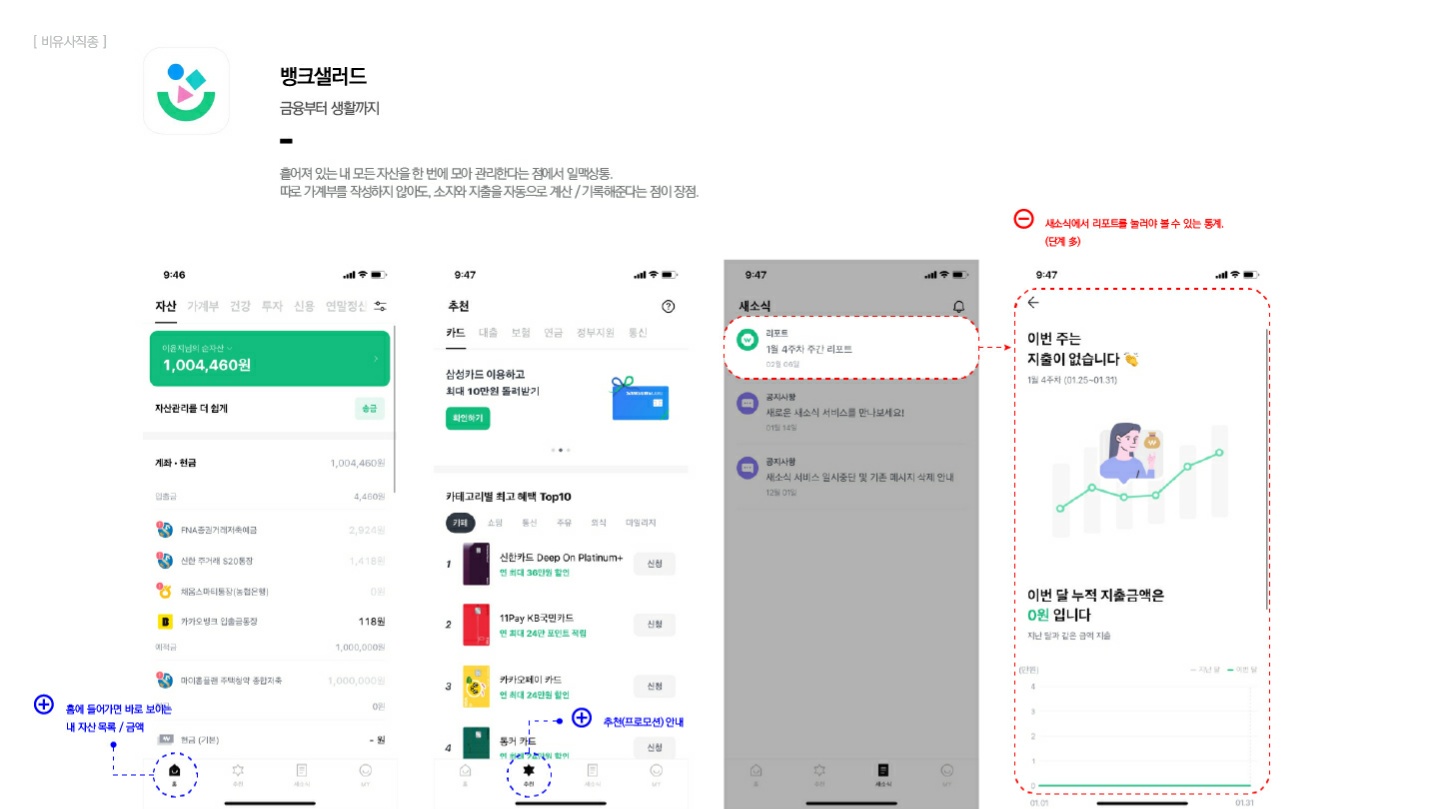 [ 비유사직종 ]
뱅크샐러드
금융부터 생활까지
흩어져 있는 내 모든 자산을 한 번에 모아 관리한다는 점에서 일맥상통.
따로 가계부를 작성하지 않아도, 소지와 지출을 자동으로 계산 / 기록해준다는 점이 장점.
새소식에서 리포트를 눌러야 볼 수 있는 통계.
(단계 多)
9:46
자산 가계부 건강 투자 신용 연말정산
이윤지님의 순자산
1,004,460원
자산관리를 더 쉽게
송금
계좌 · 현금
1,004,460원
입출금
4,460원
FNA증권거래저축예금
2,924원
신한 주거래 S20통장
1,418원
채움스마티통장(농협은행)
0원
카카오뱅크 입출금통장
118원
예적금
1,000,000원
마이홈플랜 주택청약 종합저축
1,000,000원
0원
현금 (기본)
- 원
홈에 들어가면 바로 보이는
내 자산 목록 / 금액
홈 추천 새소식
9:47
추천
카드 대출 보험 연금 정부지원 통신
삼성카드 이용하고
최대 10만원 돌려받기
확인하기
카테고리별 최고 혜택 Top10
카페 쇼핑 통신 주유 외식 마일리지
1
신한카드 Deep On Platinum+
연 최대 36만원 할인
신청
2
11Pay KB국민카드
연 최대 24만 포인트 적립
신청
3
카카오페이 카드
연 최대 24만원 할인
신청
추천(프로모션) 안내
4
통커 카드
신청
홈 추천 새소식
9:47
새소식
리포트
1월 4주차 주간 리포트
02월 06일
공지사항
새로운 새소식 서비스를 만나보세요!
01월 14일
공지사항
새소식 서비스 일시중단 및 기존 메시지 삭제 안내
12월 01일
홈 추천 새소식
9:47
이번 주는
지출이 없습니다 👏
1월 4주차 (01.25~01.31)
이번 달 누적 지출금액은
0원 입니다
지난 달과 같은 금액 지출
(만원)
지난 달 이번 달
4
3
2
1
0
01.01
01.31